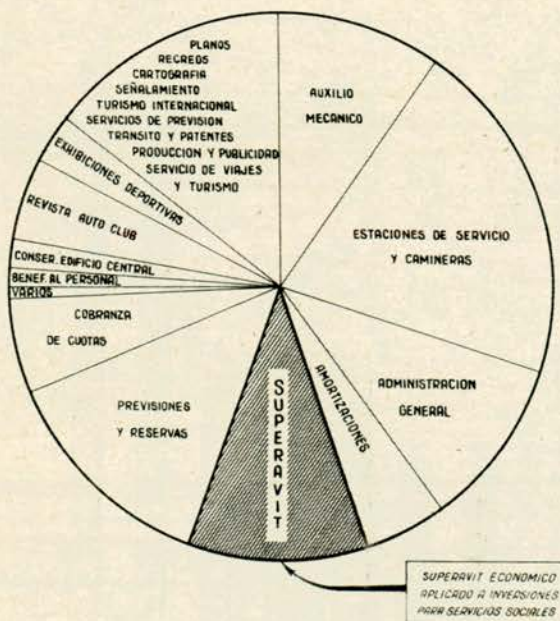 PLANOS
RECREOS
CARTOGRAFIA
SEÑALAMIENTO
TURISMO INTERNACIONAL
SERVICIOS DE PREVISION
TRANSITO Y PATENTES
PRODUCCION Y PUBLICIDAD
SERVICIO DE VIAJES
Y TURISMO
AUXILIO
MECANICO
ESTACIONES DE SERVICIO
Y CAMINERAS
ADMINISTRACION
GENERAL
AMORTIZACIONES
SUPERAVIT
PREVISIONES
Y RESERVAS
COBRANZA
DE CUOTAS
VARIOS
BENEF. AL PERSONAL
CONSER. EDIFICIO CENTRAL
REVISTA AUTO CLUB
EXHIBICIONES DEPORTIVAS
SUPERAVIT ECONOMICO
APLICADO A INVERSIONES
PARA SERVICIOS SOCIALES